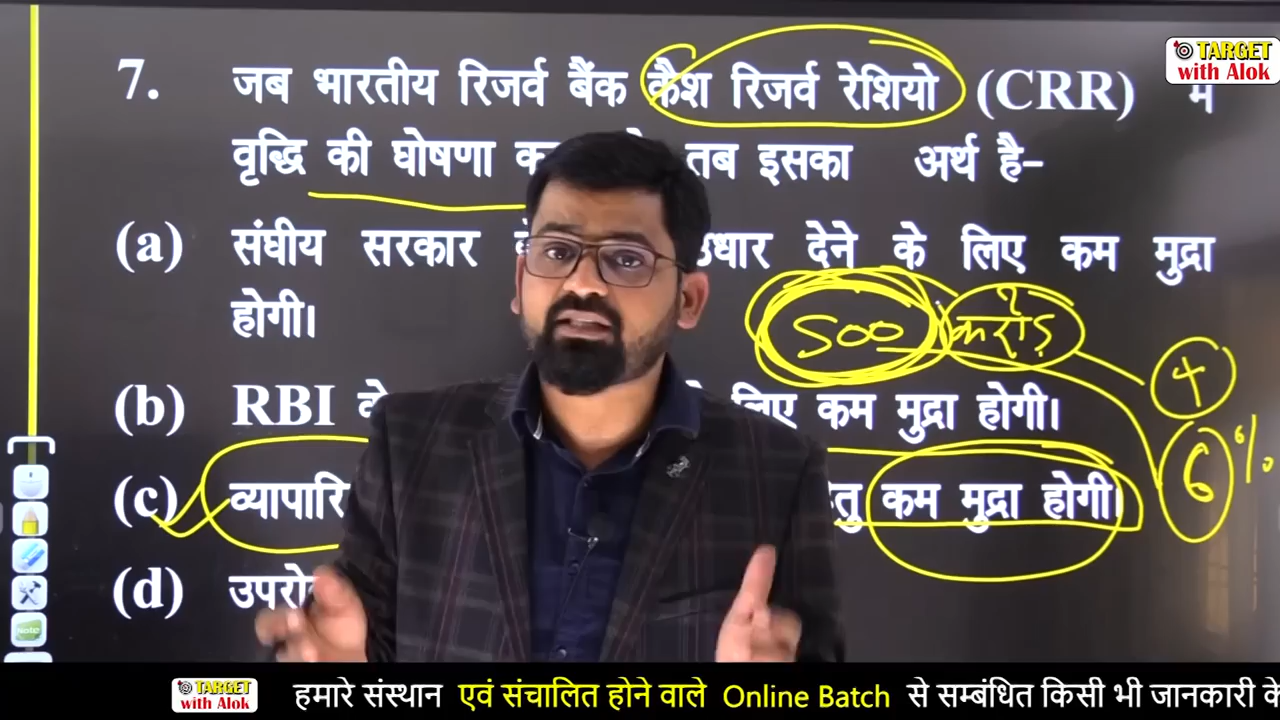 TARGET
with Alok
7. जब भारतीय रिजर्व बैंक कैश रिजर्व रेशियो (CRR) में
वृद्धि की घोषणा तब इसका अर्थ है-
(a) संघीय सरकार उधार देने के लिए कम मुद्रा
होगी।
500 करोड़
4
(b) RBI के लिए कम मुद्रा होगी।
6%
(c) कम मुद्रा होगी।
(d)
Note
TARGET
with Alok
हमारे संस्थान एवं संचालित होने वाले Online Batch से सम्बंधित किसी भी जानकारी के